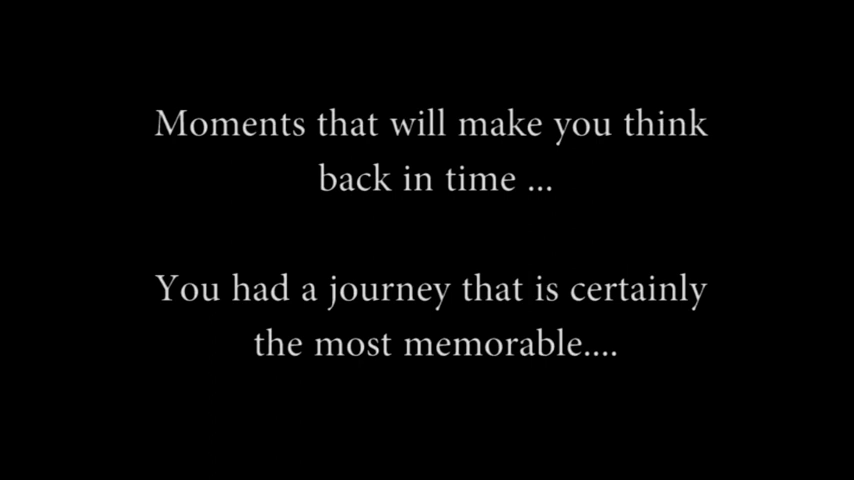 Moments that will make you think
back in time ...
You had a journey that is certainly
the most memorable....